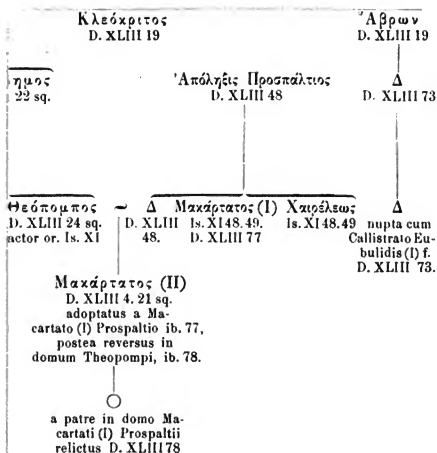 Κλεόκριτος
D. XLIII 19
Ἅβρων
D. XLIII 19
ημος
22 sq.
Ἀπόληξις Προσπάλτιος
D. XLIII 48
Δ
D. XLIII 73
Θεόπομπος ~ Δ Μακάρτατος (I) Χαιρέλεως Δ
D. XLIII 24 sq.
actor or. Is. XI
D. XLIII
48.
Is. XI 48. 49.
D. XLIII 77
Is. XI 48. 49
nupta cum
Callistrato Eu-
bulidis (I) f.
D. XLIII 73.
Μακάρτατος (II)
D. XLIII 4. 21 sq.
adoptatus a Ma-
cartato (I) Prospaltio ib. 77,
postea reversus in
domum Theopompi, ib. 78.
a patre in domo Ma-
cartati (I) Prospaltii
relictus D. XLIII 78